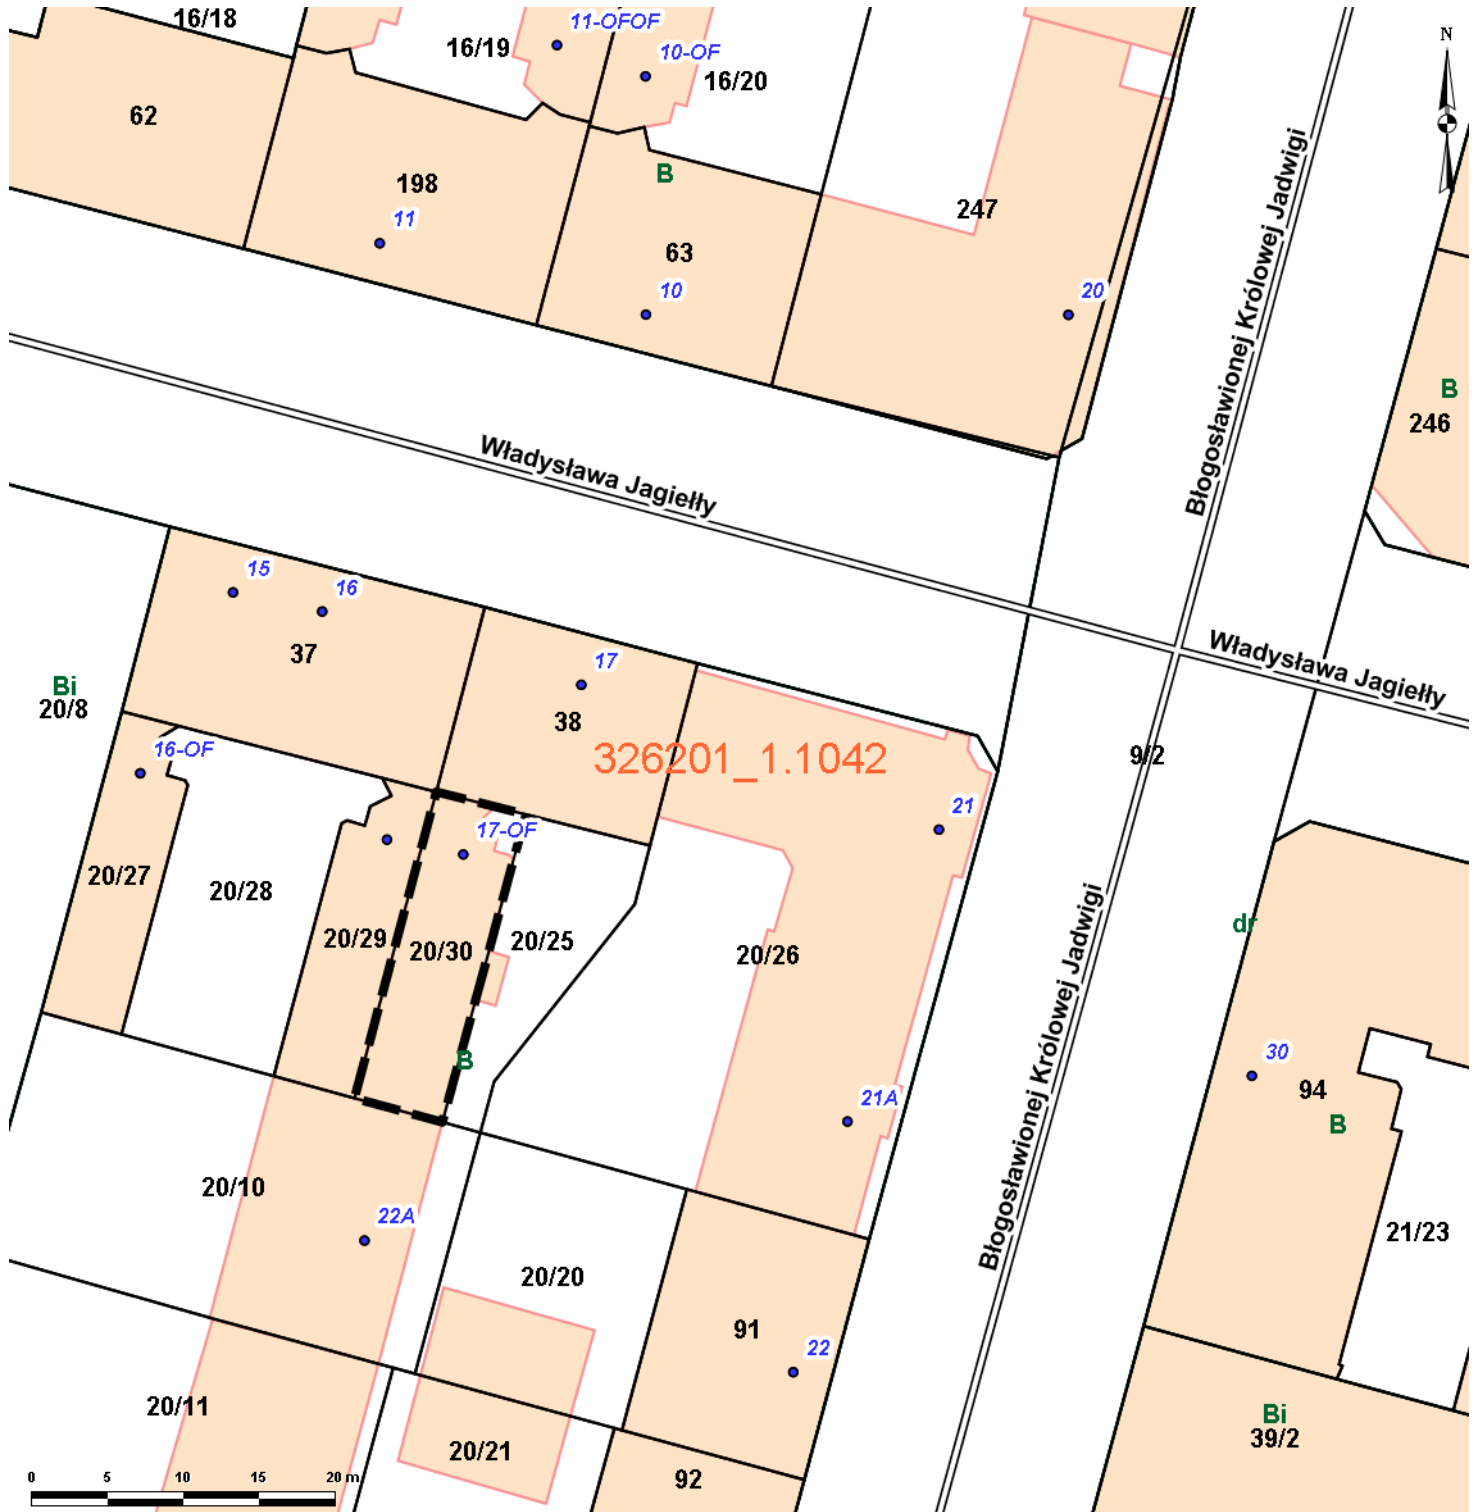 16/18
11-OFOF
16/19
10-OF
16/20
N
62
B
198
11
247
63
10
20
Błogosławionej Królowej Jadwigi
B
246
Władysława Jagiełły
15
16
37
17
38
Władysława Jagiełły
Bi
20/8
16-OF
326201_1.1042
9/2
21
17-OF
20/27
20/28
20/29
20/30
20/25
20/26
dr
Błogosławionej Królowej Jadwigi
B
30
94
B
21A
20/10
22A
21/23
20/20
91
22
20/11
Bi
39/2
20/21
92
0 5 10 15 20 m